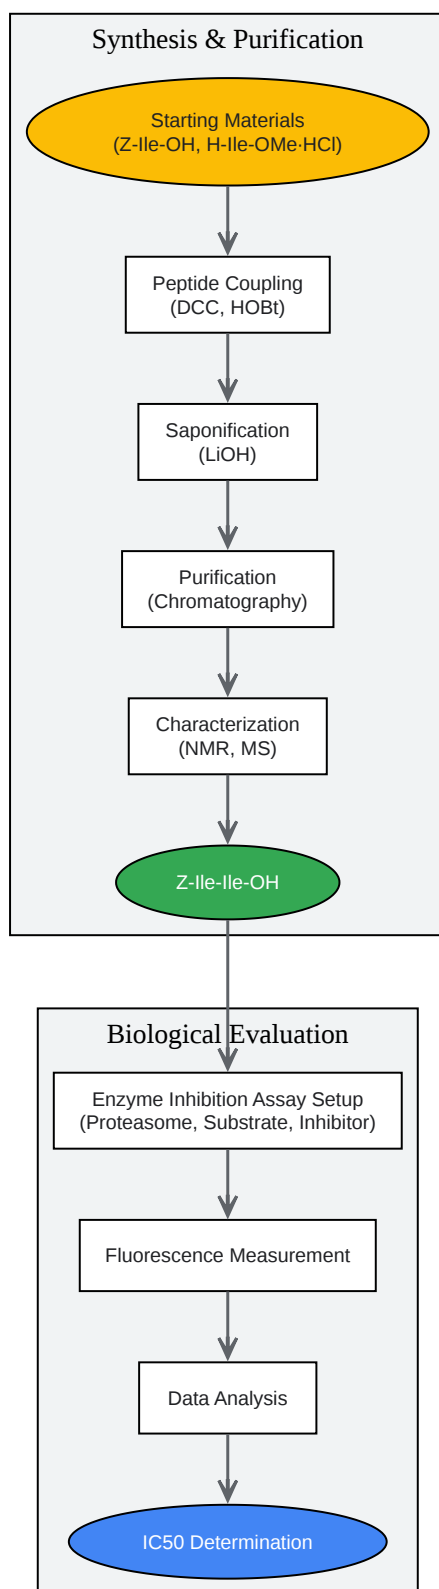 Synthesis & Purification
Starting Materials
(Z-Ile-OH, H-Ile-OMe·HCl)
Peptide Coupling
(DCC, HOBt)
Saponification
(LiOH)
Purification
(Chromatography)
Characterization
(NMR, MS)
Z-Ile-Ile-OH
Biological Evaluation
Enzyme Inhibition Assay Setup
(Proteasome, Substrate, Inhibitor)
Fluorescence Measurement
Data Analysis
IC50 Determination